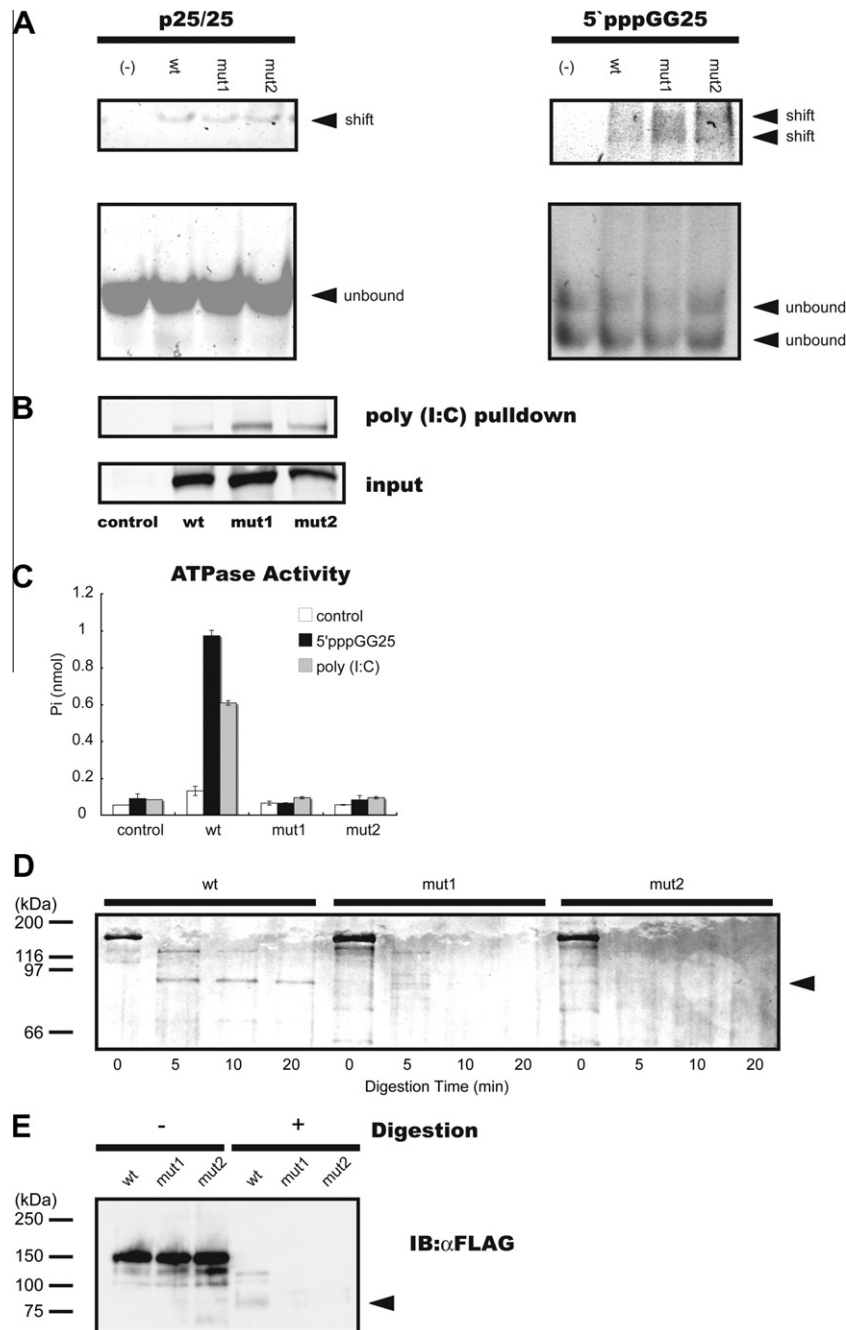 A
p25/25
(-) wt mut1 mut2
shift
unbound
5`pppGG25
(-) wt mut1 mut2
shift
shift
unbound
unbound
B
poly (I:C) pulldown
input
control wt mut1 mut2
C
ATPase Activity
Pi (nmol)
1.2
1
0.8
0.6
0.4
0.2
0
control
5'pppGG25
poly (I:C)
control wt mut1 mut2
D
wt mut1 mut2
(kDa)
200
116
97
66
0 5 10 20 0 5 10 20 0 5 10 20
Digestion Time (min)
E
- + Digestion
wt mut1 mut2 wt mut1 mut2
(kDa)
250
150
100
75
IB:αFLAG